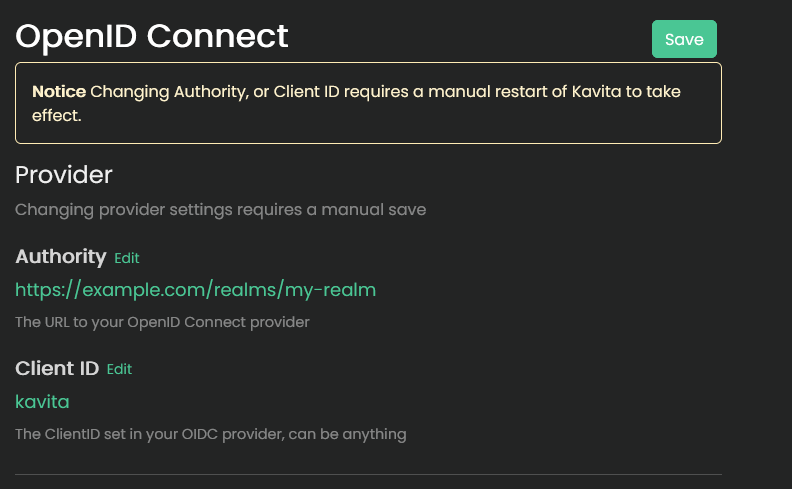 OpenID Connect
Save
Notice Changing Authority, or Client ID requires a manual restart of Kavita to take
effect.
Provider
Changing provider settings requires a manual save
Authority Edit
https://example.com/realms/my-realm
The URL to your OpenID Connect provider
Client ID Edit
kavita
The ClientID set in your OIDC provider, can be anything